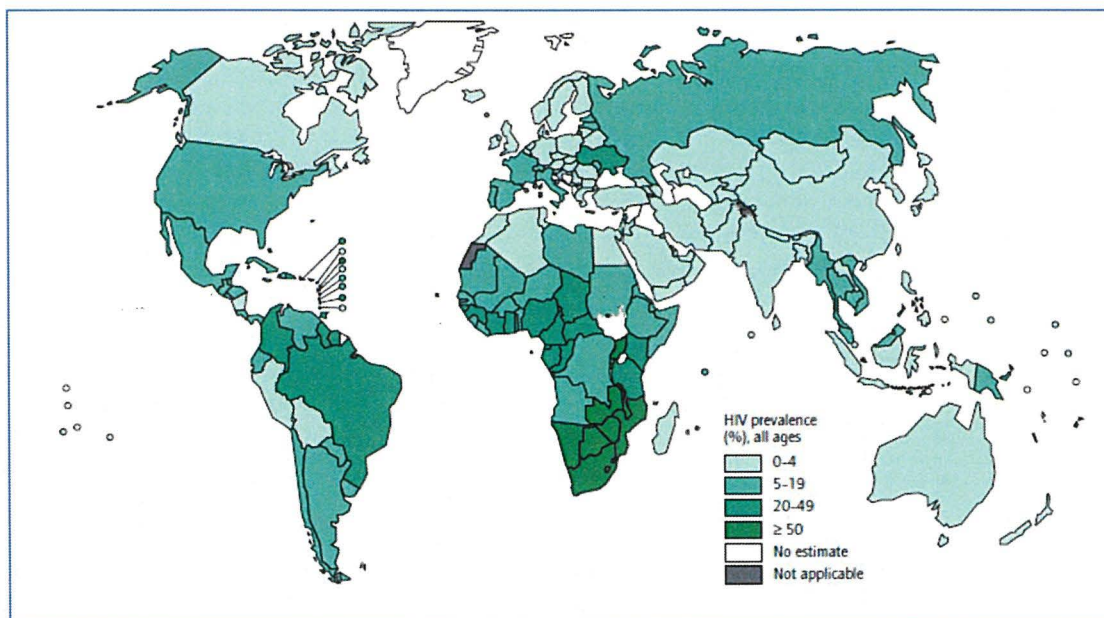 HIV prevalence
(%), all ages
0–4
5–19
20–49
≥ 50
No estimate
Not applicable